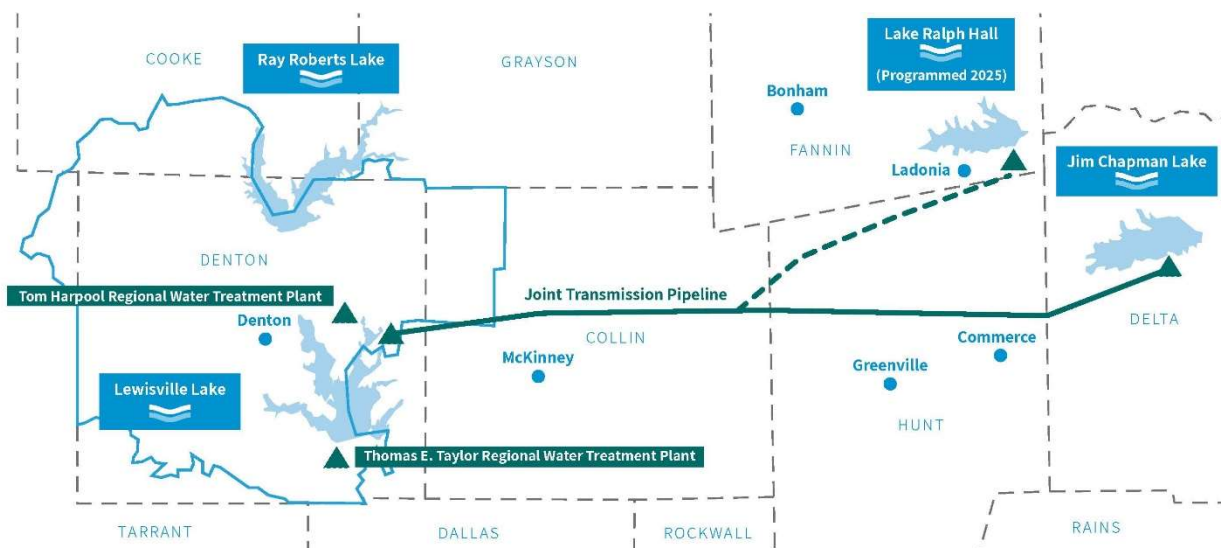 COOKE
Ray Roberts Lake
GRAYSON
Lake Ralph Hall
(Programmed 2025)
Bonham
FANNIN
Ladonia
Jim Chapman Lake
DENTON
Tom Harpool Regional Water Treatment Plant
Denton
Joint Transmission Pipeline
COLLIN
DELTA
McKinney
Commerce
Greenville
Lewisville Lake
HUNT
Thomas E. Taylor Regional Water Treatment Plant
TARRANT
DALLAS
ROCKWALL
RAINS